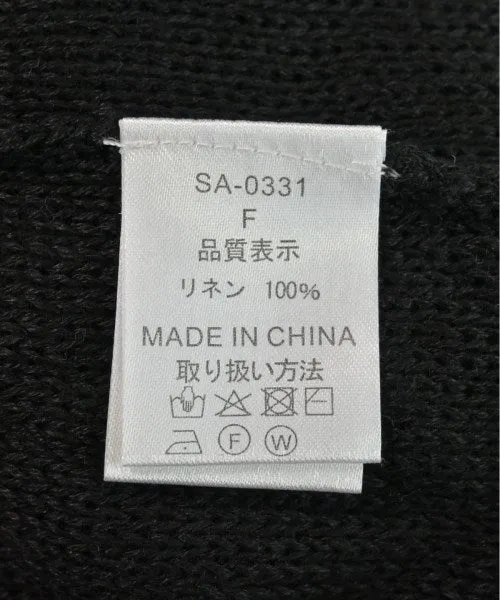 SA-0331
F
品質表示
リネン 100%
MADE IN CHINA
取り扱い方法
F W